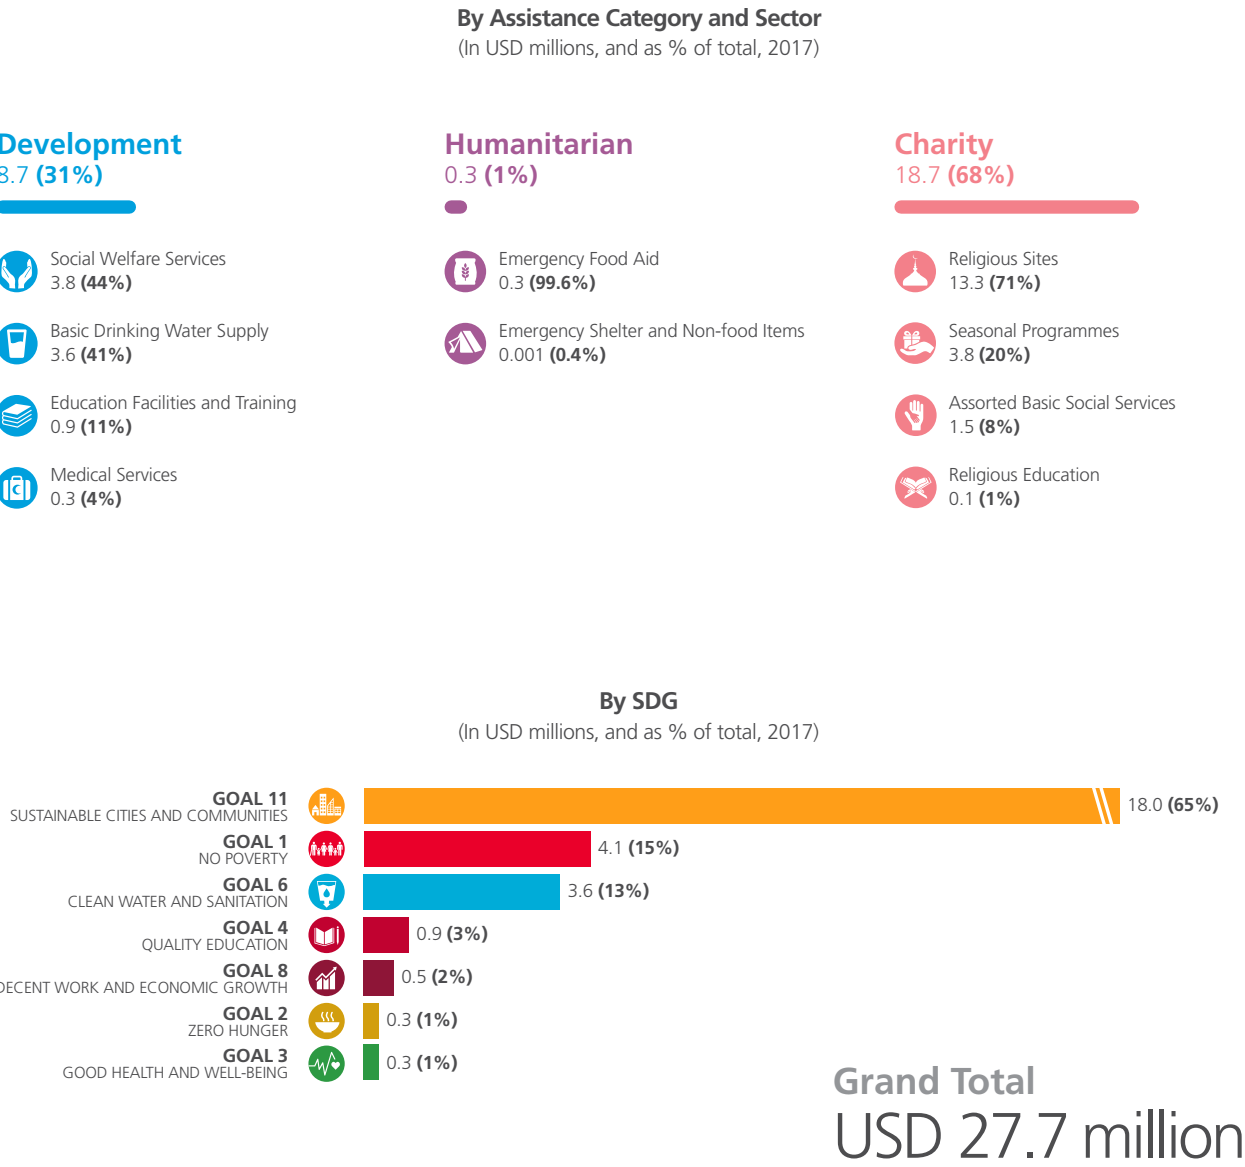 By Assistance Category and Sector
(In USD millions, and as % of total, 2017)
Development
8.7 (31%)
Social Welfare Services
3.8 (44%)
Basic Drinking Water Supply
3.6 (41%)
Education Facilities and Training
0.9 (11%)
Medical Services
0.3 (4%)
Humanitarian
0.3 (1%)
Emergency Food Aid
0.3 (99.6%)
Emergency Shelter and Non-food Items
0.001 (0.4%)
Charity
18.7 (68%)
Religious Sites
13.3 (71%)
Seasonal Programmes
3.8 (20%)
Assorted Basic Social Services
1.5 (8%)
Religious Education
0.1 (1%)
By SDG
(In USD millions, and as % of total, 2017)
GOAL 11
SUSTAINABLE CITIES AND COMMUNITIES
18.0 (65%)
GOAL 1
NO POVERTY
4.1 (15%)
GOAL 6
CLEAN WATER AND SANITATION
3.6 (13%)
GOAL 4
QUALITY EDUCATION
0.9 (3%)
GOAL 8
DECENT WORK AND ECONOMIC GROWTH
0.5 (2%)
GOAL 2
ZERO HUNGER
0.3 (1%)
GOAL 3
GOOD HEALTH AND WELL-BEING
0.3 (1%)
Grand Total
USD 27.7 million